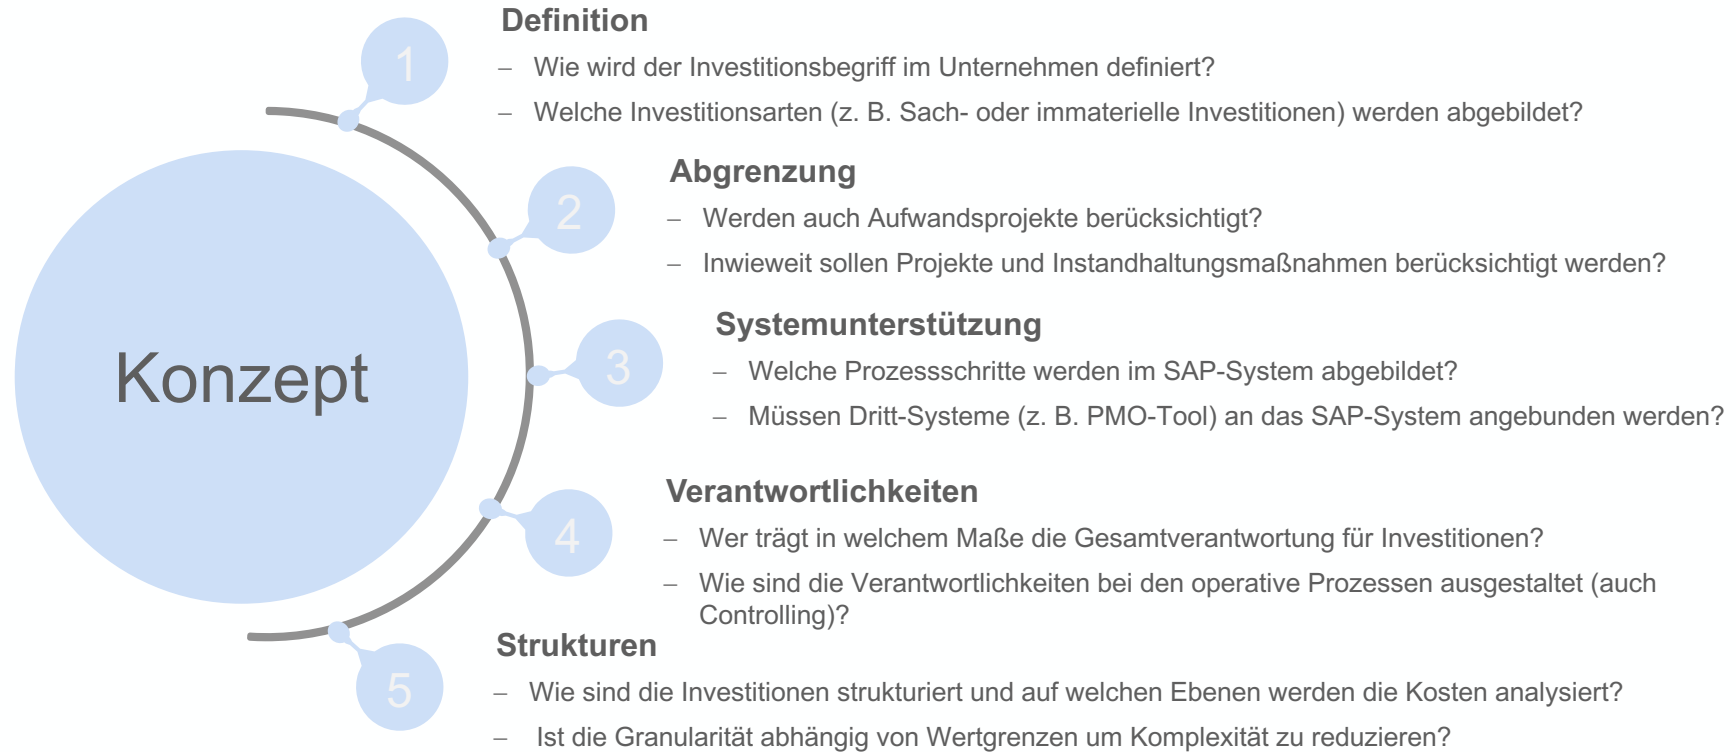 Konzept
1
Definition
– Wie wird der Investitionsbegriff im Unternehmen definiert?
– Welche Investitionsarten (z. B. Sach- oder immaterielle Investitionen) werden abgebildet?
2
Abgrenzung
– Werden auch Aufwandsprojekte berücksichtigt?
– Inwieweit sollen Projekte und Instandhaltungsmaßnahmen berücksichtigt werden?
3
Systemunterstützung
– Welche Prozessschritte werden im SAP-System abgebildet?
– Müssen Dritt-Systeme (z. B. PMO-Tool) an das SAP-System angebunden werden?
4
Verantwortlichkeiten
– Wer trägt in welchem Maße die Gesamtverantwortung für Investitionen?
– Wie sind die Verantwortlichkeiten bei den operative Prozessen ausgestaltet (auch
Controlling)?
5
Strukturen
– Wie sind die Investitionen strukturiert und auf welchen Ebenen werden die Kosten analysiert?
– Ist die Granularität abhängig von Wertgrenzen um Komplexität zu reduzieren?